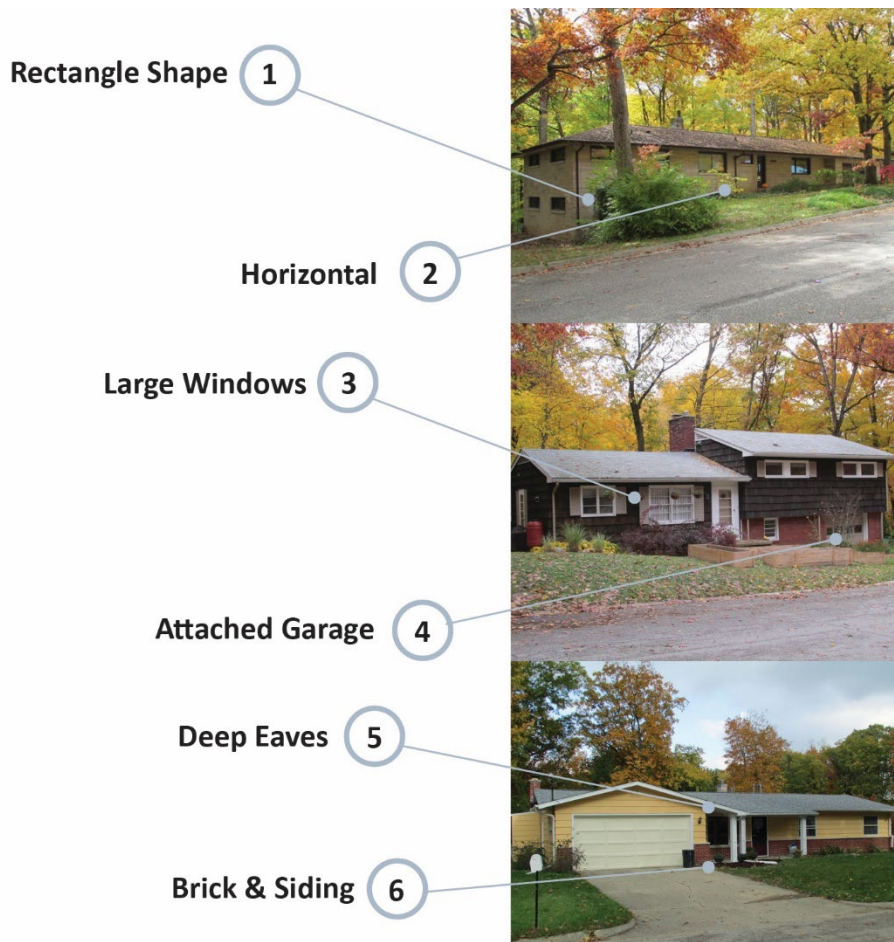 Rectangle Shape 1
Horizontal 2
Large Windows 3
Attached Garage 4
Deep Eaves 5
Brick & Siding 6